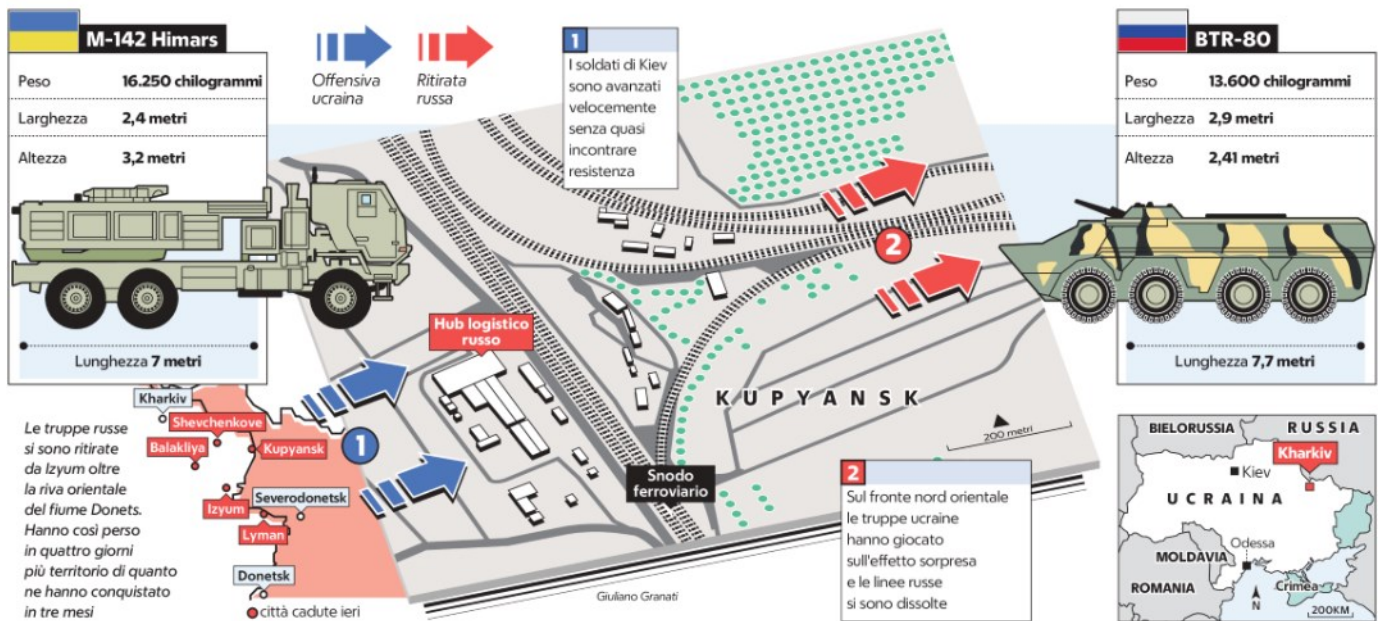 M-142 Himars
Peso 16.250 chilogrammi
Larghezza 2,4 metri
Altezza 3,2 metri
Lunghezza 7 metri
Offensiva
ucraina
Ritirata
russa
1
I soldati di Kiev
sono avanzati
velocemente
senza quasi
incontrare
resistenza
BTR-80
Peso 13.600 chilogrammi
Larghezza 2,9 metri
Altezza 2,41 metri
Lunghezza 7,7 metri
2
Hub logistico
russo
KUPYANSK
200 metri
Snodo
ferroviario
1
2
Sul fronte nord orientale
le truppe ucraine
hanno giocato
sull'effetto sorpresa
e le linee russe
si sono dissolte
Giuliano Granati
Le truppe russe
si sono ritirate
da Izyum oltre
la riva orientale
del fiume Donets.
Hanno così perso
in quattro giorni
più territorio di quanto
ne hanno conquistato
in tre mesi
Kharkiv
Shevchenkove
Balakliya
Kupyansk
Izyum
Severodonetsk
Lyman
Donetsk
città cadute ieri
BIELORUSSIA
RUSSIA
Kharkiv
Kiev
UCRAINA
MOLDAVIA
Odessa
ROMANIA
Crimea
N
200KM